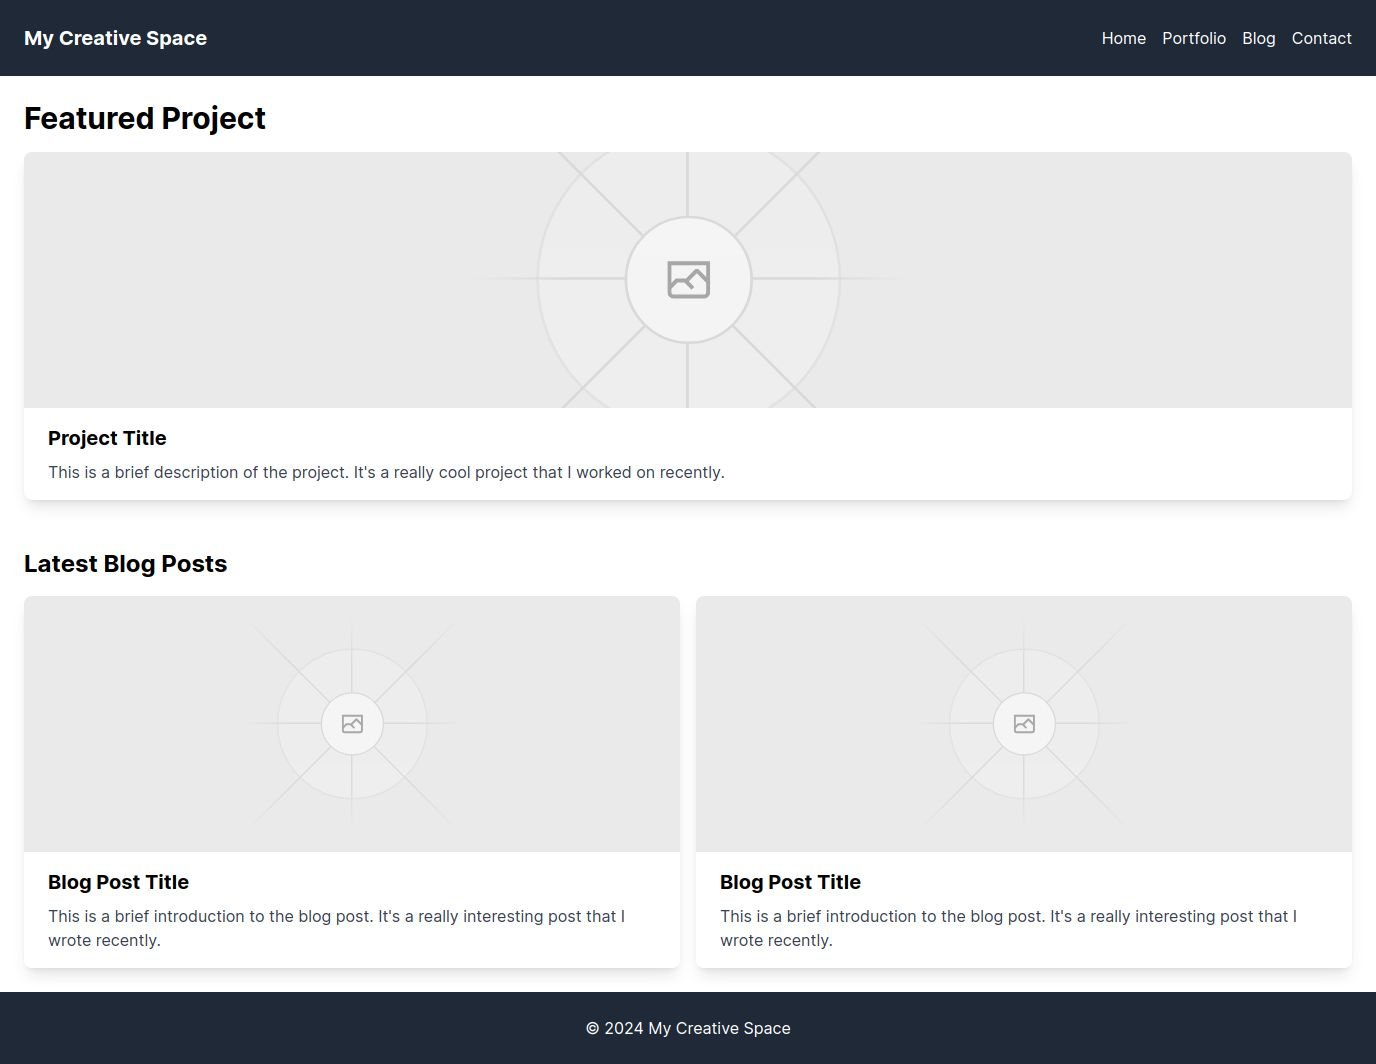 My Creative Space
Home Portfolio Blog Contact
Featured Project
Project Title
This is a brief description of the project. It's a really cool project that I worked on recently.
Latest Blog Posts
Blog Post Title
This is a brief introduction to the blog post. It's a really interesting post that I
wrote recently.
Blog Post Title
This is a brief introduction to the blog post. It's a really interesting post that I
wrote recently.
© 2024 My Creative Space